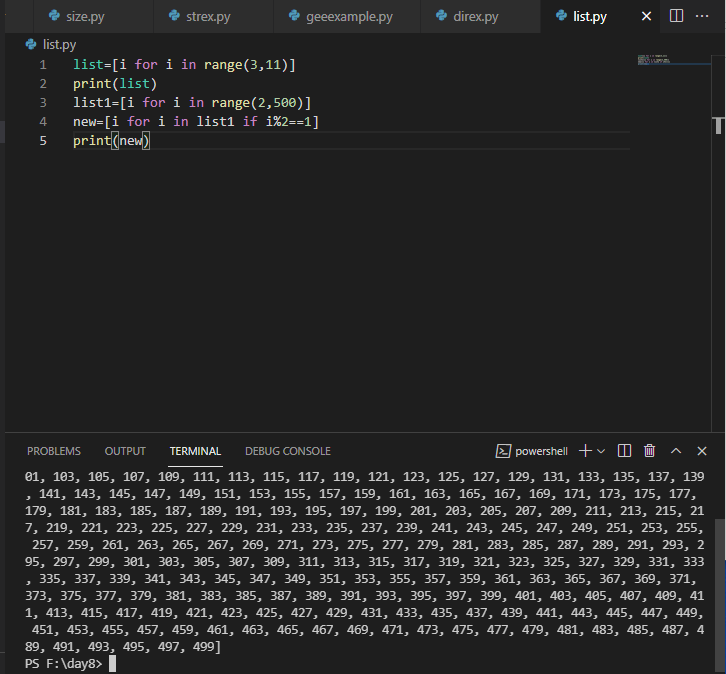 size.py strex.py geeexample.py direx.py list.py
list.py
1 list=[i for i in range(3,11)]
2 print(list)
3 list1=[i for i in range(2,500)]
4 new=[i for i in list1 if i%2==1]
5 print(new)
PROBLEMS OUTPUT TERMINAL DEBUG CONSOLE powershell
01, 103, 105, 107, 109, 111, 113, 115, 117, 119, 121, 123, 125, 127, 129, 131, 133, 135, 137, 139
, 141, 143, 145, 147, 149, 151, 153, 155, 157, 159, 161, 163, 165, 167, 169, 171, 173, 175, 177,
179, 181, 183, 185, 187, 189, 191, 193, 195, 197, 199, 201, 203, 205, 207, 209, 211, 213, 215, 21
7, 219, 221, 223, 225, 227, 229, 231, 233, 235, 237, 239, 241, 243, 245, 247, 249, 251, 253, 255,
257, 259, 261, 263, 265, 267, 269, 271, 273, 275, 277, 279, 281, 283, 285, 287, 289, 291, 293, 2
95, 297, 299, 301, 303, 305, 307, 309, 311, 313, 315, 317, 319, 321, 323, 325, 327, 329, 331, 333
, 335, 337, 339, 341, 343, 345, 347, 349, 351, 353, 355, 357, 359, 361, 363, 365, 367, 369, 371,
373, 375, 377, 379, 381, 383, 385, 387, 389, 391, 393, 395, 397, 399, 401, 403, 405, 407, 409, 41
1, 413, 415, 417, 419, 421, 423, 425, 427, 429, 431, 433, 435, 437, 439, 441, 443, 445, 447, 449,
451, 453, 455, 457, 459, 461, 463, 465, 467, 469, 471, 473, 475, 477, 479, 481, 483, 485, 487, 4
89, 491, 493, 495, 497, 499]
PS F:\day8>